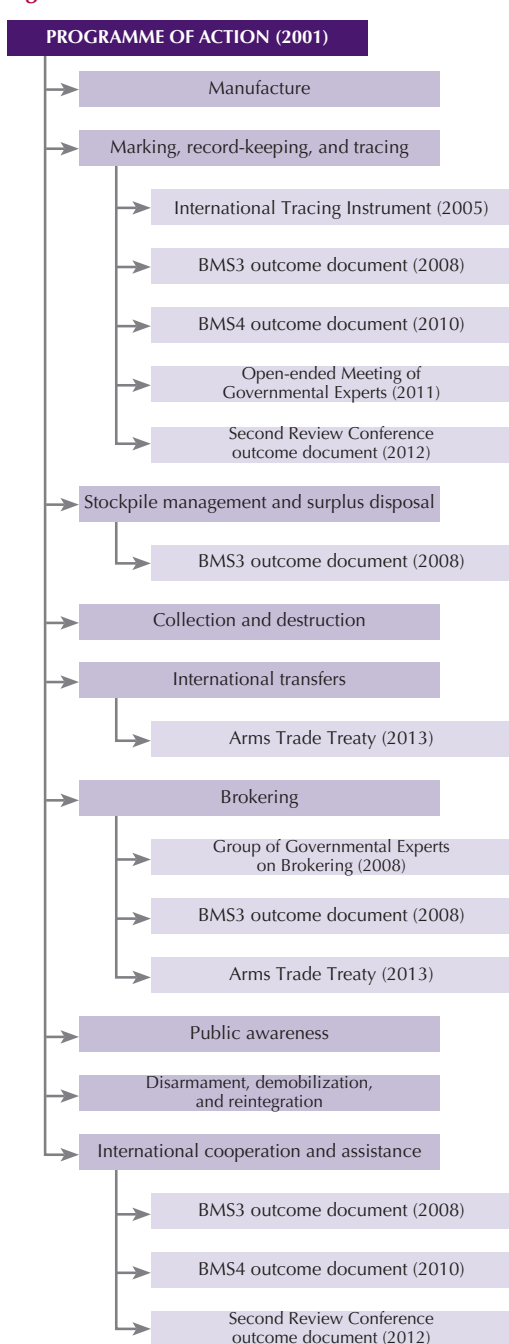 PROGRAMME OF ACTION (2001)
Manufacture
Marking, record-keeping, and tracing
International Tracing Instrument (2005)
BMS3 outcome document (2008)
BMS4 outcome document (2010)
Open-ended Meeting of
Governmental Experts (2011)
Second Review Conference
outcome document (2012)
Stockpile management and surplus disposal
BMS3 outcome document (2008)
Collection and destruction
International transfers
Arms Trade Treaty (2013)
Brokering
Group of Governmental Experts
on Brokering (2008)
BMS3 outcome document (2008)
Arms Trade Treaty (2013)
Public awareness
Disarmament, demobilization,
and reintegration
International cooperation and assistance
BMS3 outcome document (2008)
BMS4 outcome document (2010)
Second Review Conference
outcome document (2012)